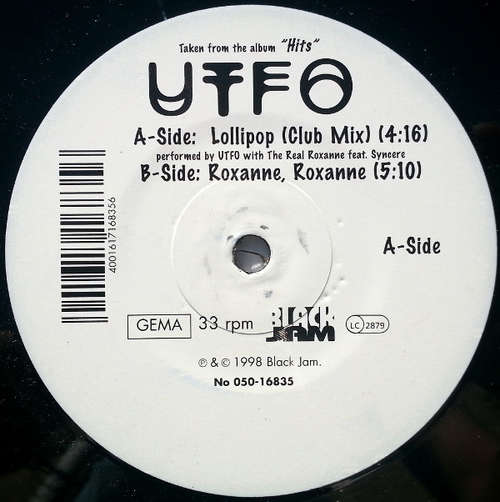 Taken from the album "Hits"
UTFO
A-Side: Lollipop (Club Mix) (4:16)
performed by UTFO with The Real Roxanne feat. Syncere
B-Side: Roxanne, Roxanne (5:10)
4001617168356
A-Side
GEMA 33 rpm BLACK JAM LC 2879
℗ & © 1998 Black Jam.
No 050-16835